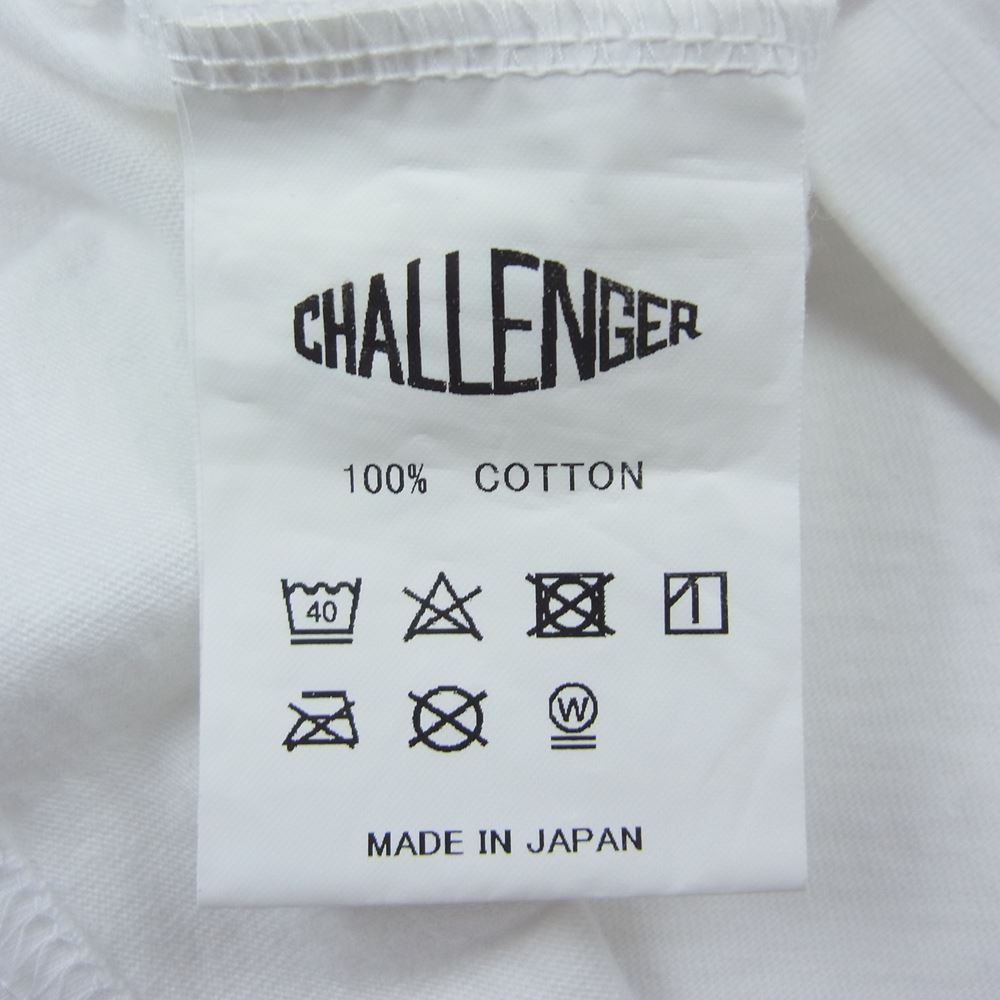 CHALLENGER
100% COTTON
40
W
MADE IN JAPAN